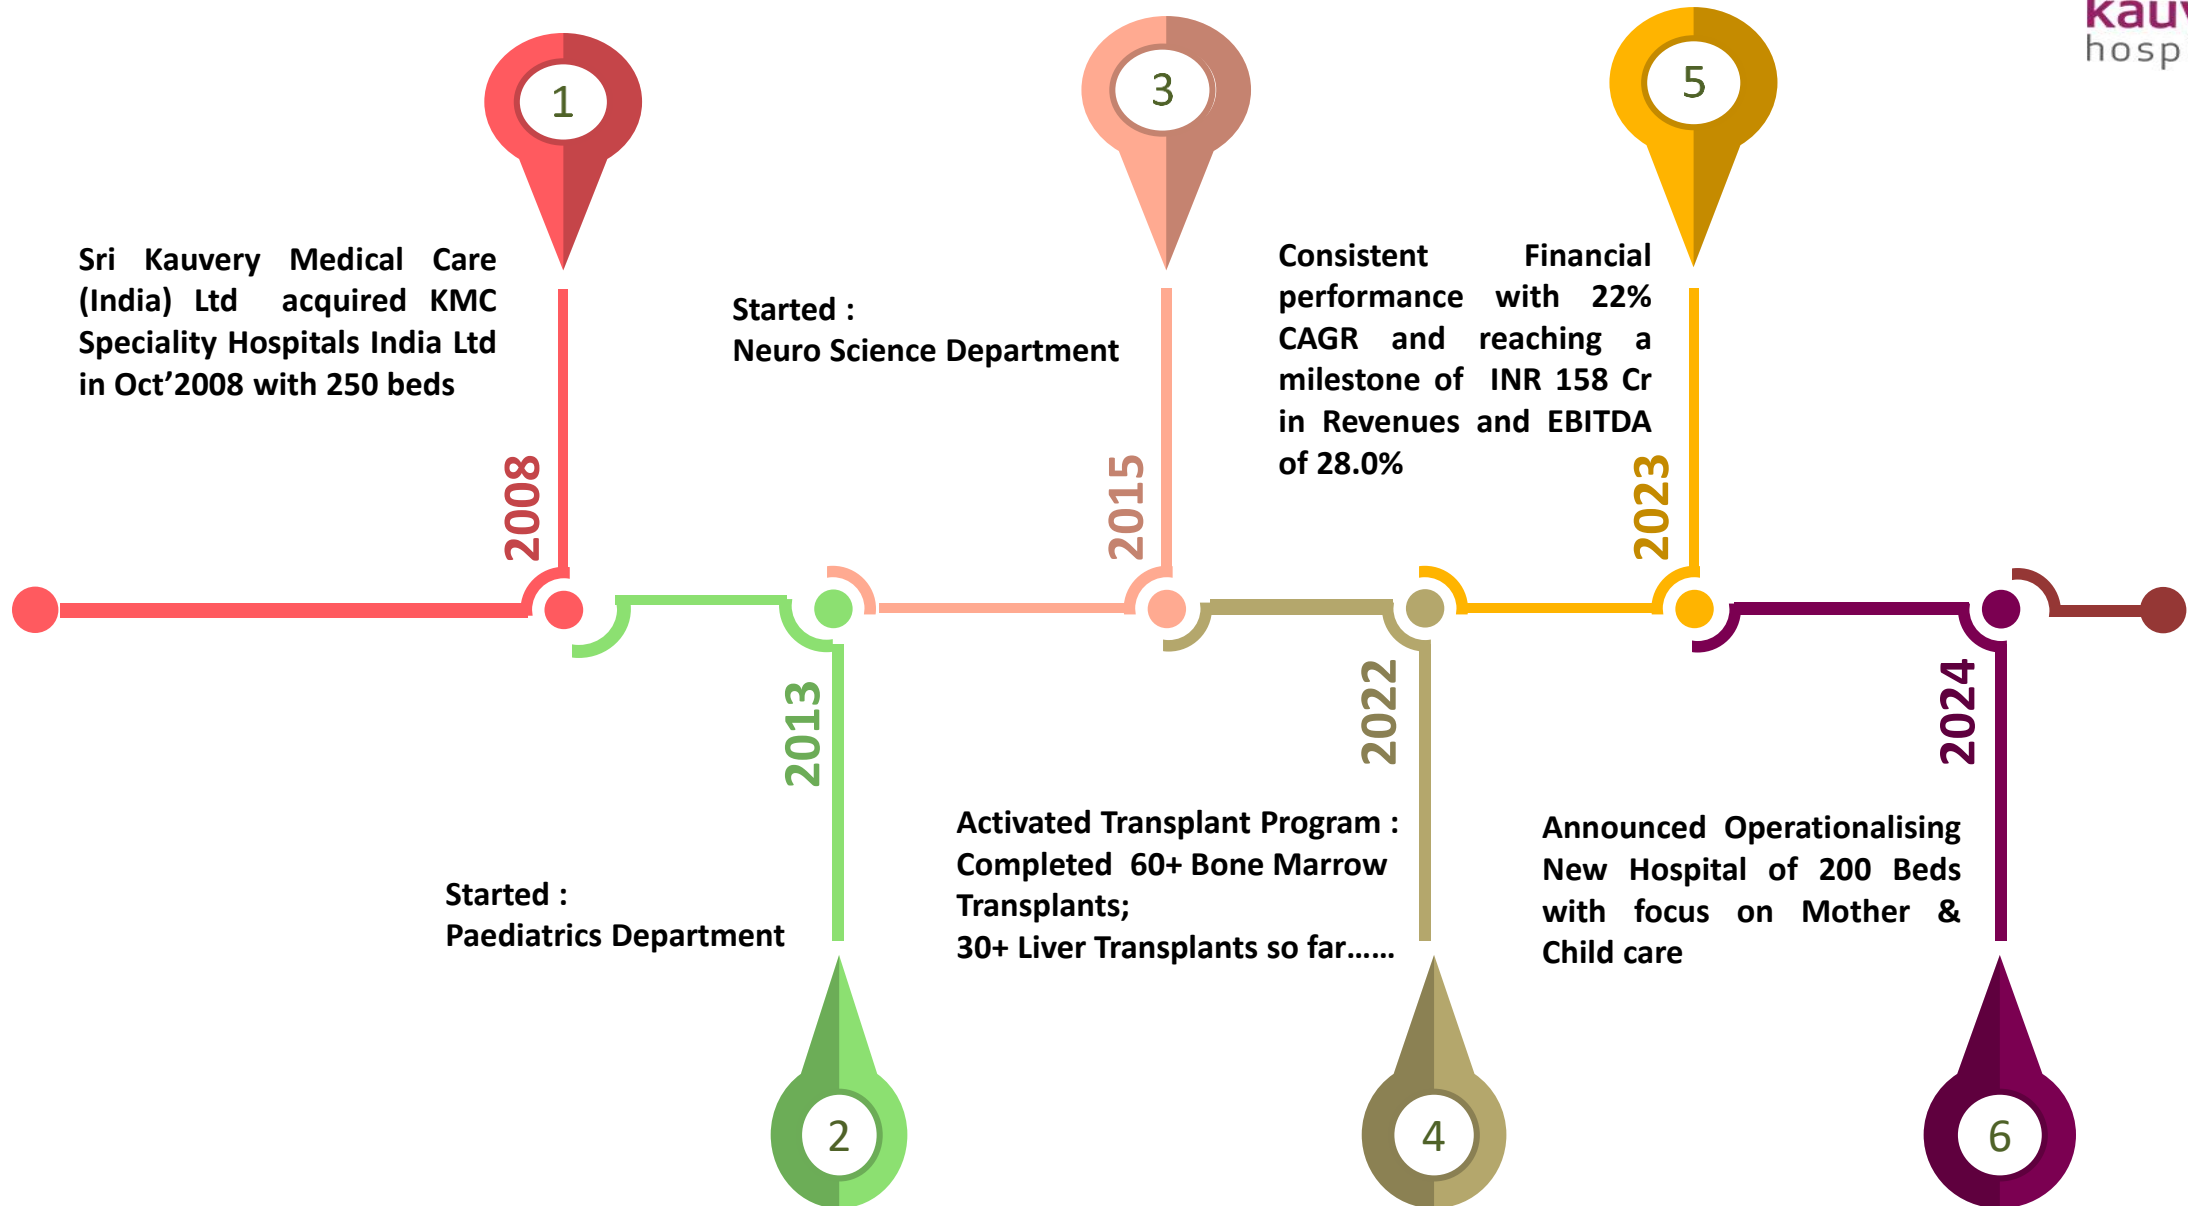 1
Sri Kauvery Medical Care
(India) Ltd acquired KMC
Speciality Hospitals India Ltd
in Oct’2008 with 250 beds
2008
2013
Started :
Paediatrics Department
2
3
Started :
Neuro Science Department
2015
2022
Activated Transplant Program :
Completed 60+ Bone Marrow
Transplants;
30+ Liver Transplants so far......
4
5
Consistent Financial
performance with 22%
CAGR and reaching a
milestone of INR 158 Cr
in Revenues and EBITDA
of 28.0%
2023
2024
Announced Operationalising
New Hospital of 200 Beds
with focus on Mother &
Child care
6